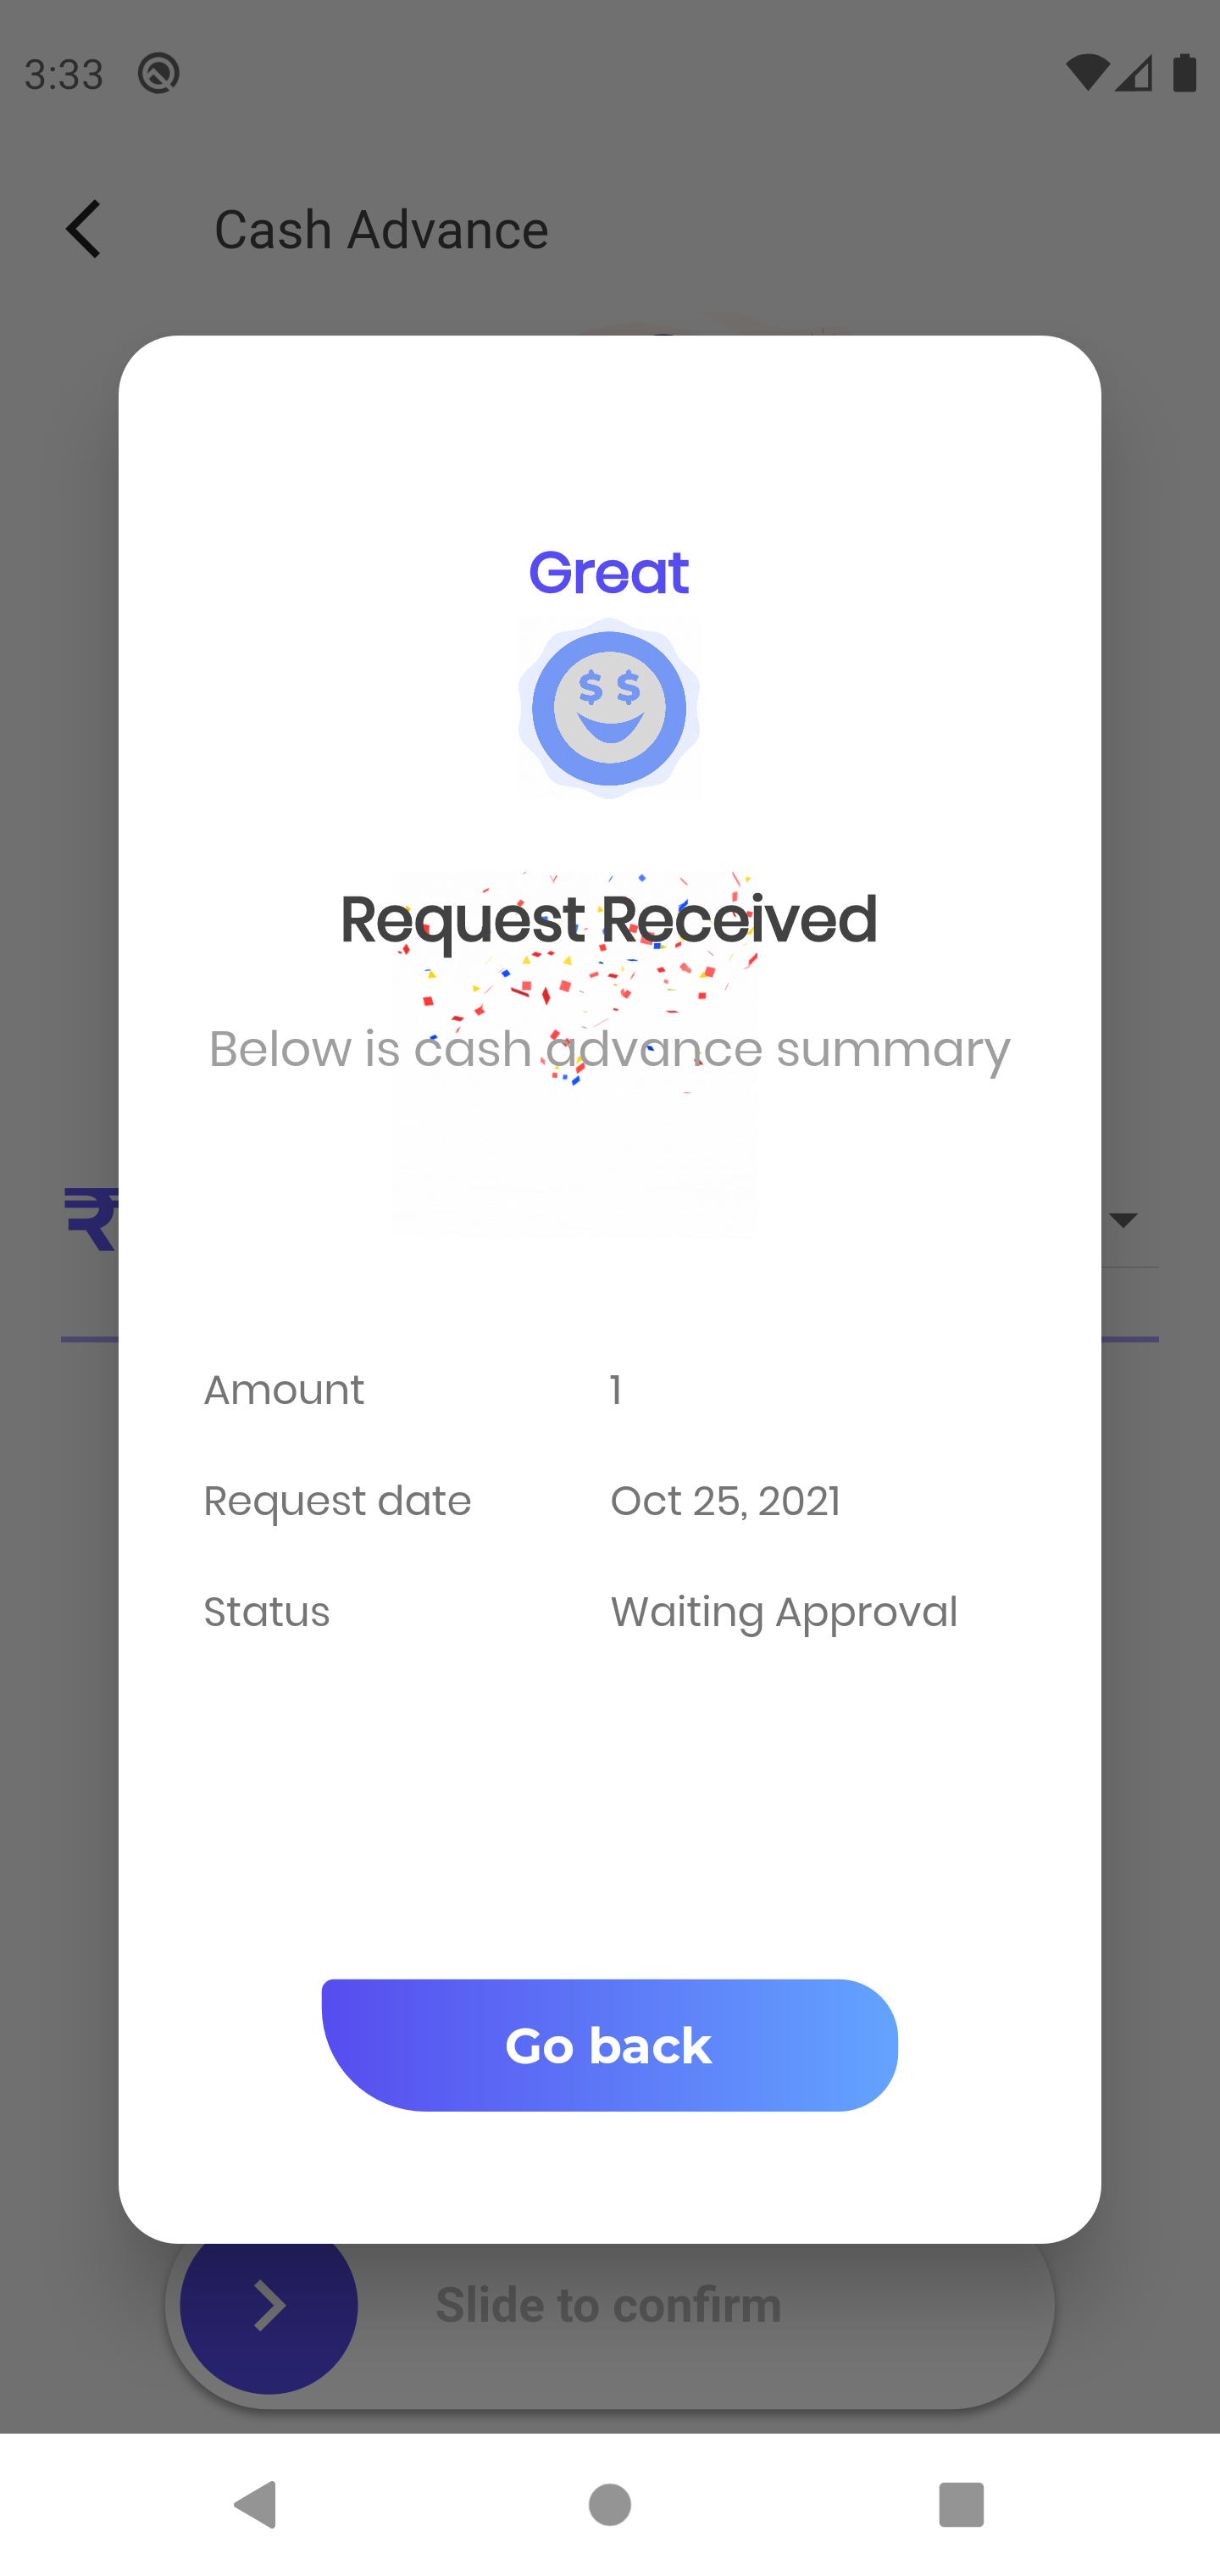 3:33
Cash Advance
Great
$ $
Request Received
Below is cash advance summary
₹
Amount 1
Request date Oct 25, 2021
Status Waiting Approval
Go back
Slide to confirm